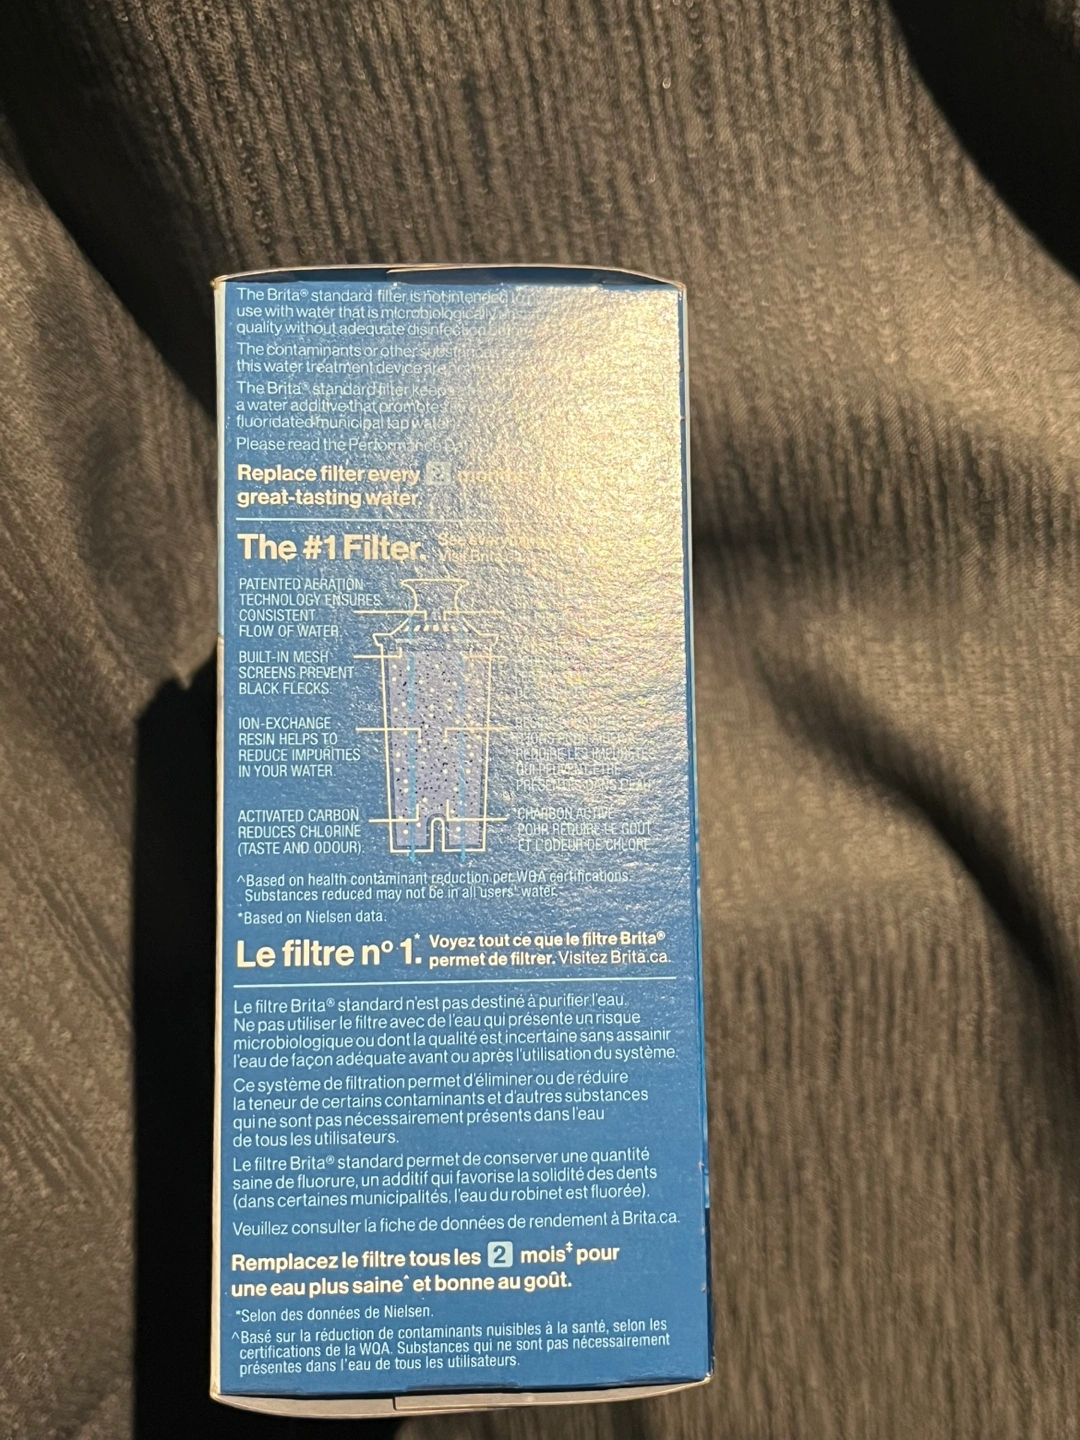 The Brita® standard filter is not intended
use with water that is microbiologically
quality without adequate disinfection
The contaminants or other substances
this water treatment device are
The Brita® standard filter keeps
a water additive that promotes
fluoridated municipal tap water
Please read the Performance
Replace filter every 2
great-tasting water.
The #1 Filter.
Visit Brita
PATENTED AERATION
TECHNOLOGY ENSURES
CONSISTENT
FLOW OF WATER.
BUILT-IN MESH
SCREENS PREVENT
BLACK FLECKS.
ION-EXCHANGE
RESIN HELPS TO
REDUCE IMPURITIES
IN YOUR WATER.
RÉDUIRE LES IMPURETÉS
QUI PEUVENT ÊTRE
PRÉSENTES DANS L'EAU.
ACTIVATED CARBON
REDUCES CHLORINE
(TASTE AND ODOUR).
CHARBON ACTIVÉ
POUR RÉDUIRE LE GOÛT
ET L'ODEUR DE CHLORE.
^Based on health contaminant reduction per WQA certifications.
Substances reduced may not be in all users' water.
*Based on Nielsen data.
Le filtre nº 1.* Voyez tout ce que le filtre Brita®
permet de filtrer. Visitez Brita.ca.
Le filtre Brita® standard n'est pas destiné à purifier l'eau.
Ne pas utiliser le filtre avec de l'eau qui présente un risque
microbiologique ou dont la qualité est incertaine sans assainir
l'eau de façon adéquate avant ou après l'utilisation du système.
Ce système de filtration permet d'éliminer ou de réduire
la teneur de certains contaminants et d'autres substances
qui ne sont pas nécessairement présents dans l'eau
de tous les utilisateurs.
Le filtre Brita® standard permet de conserver une quantité
saine de fluorure, un additif qui favorise la solidité des dents
(dans certaines municipalités, l'eau du robinet est fluorée).
Veuillez consulter la fiche de données de rendement à Brita.ca.
Remplacez le filtre tous les 2 mois‡ pour
une eau plus saine^ et bonne au goût.
*Selon des données de Nielsen.
^Basé sur la réduction de contaminants nuisibles à la santé, selon les
certifications de la WQA. Substances qui ne sont pas nécessairement
présentes dans l'eau de tous les utilisateurs.